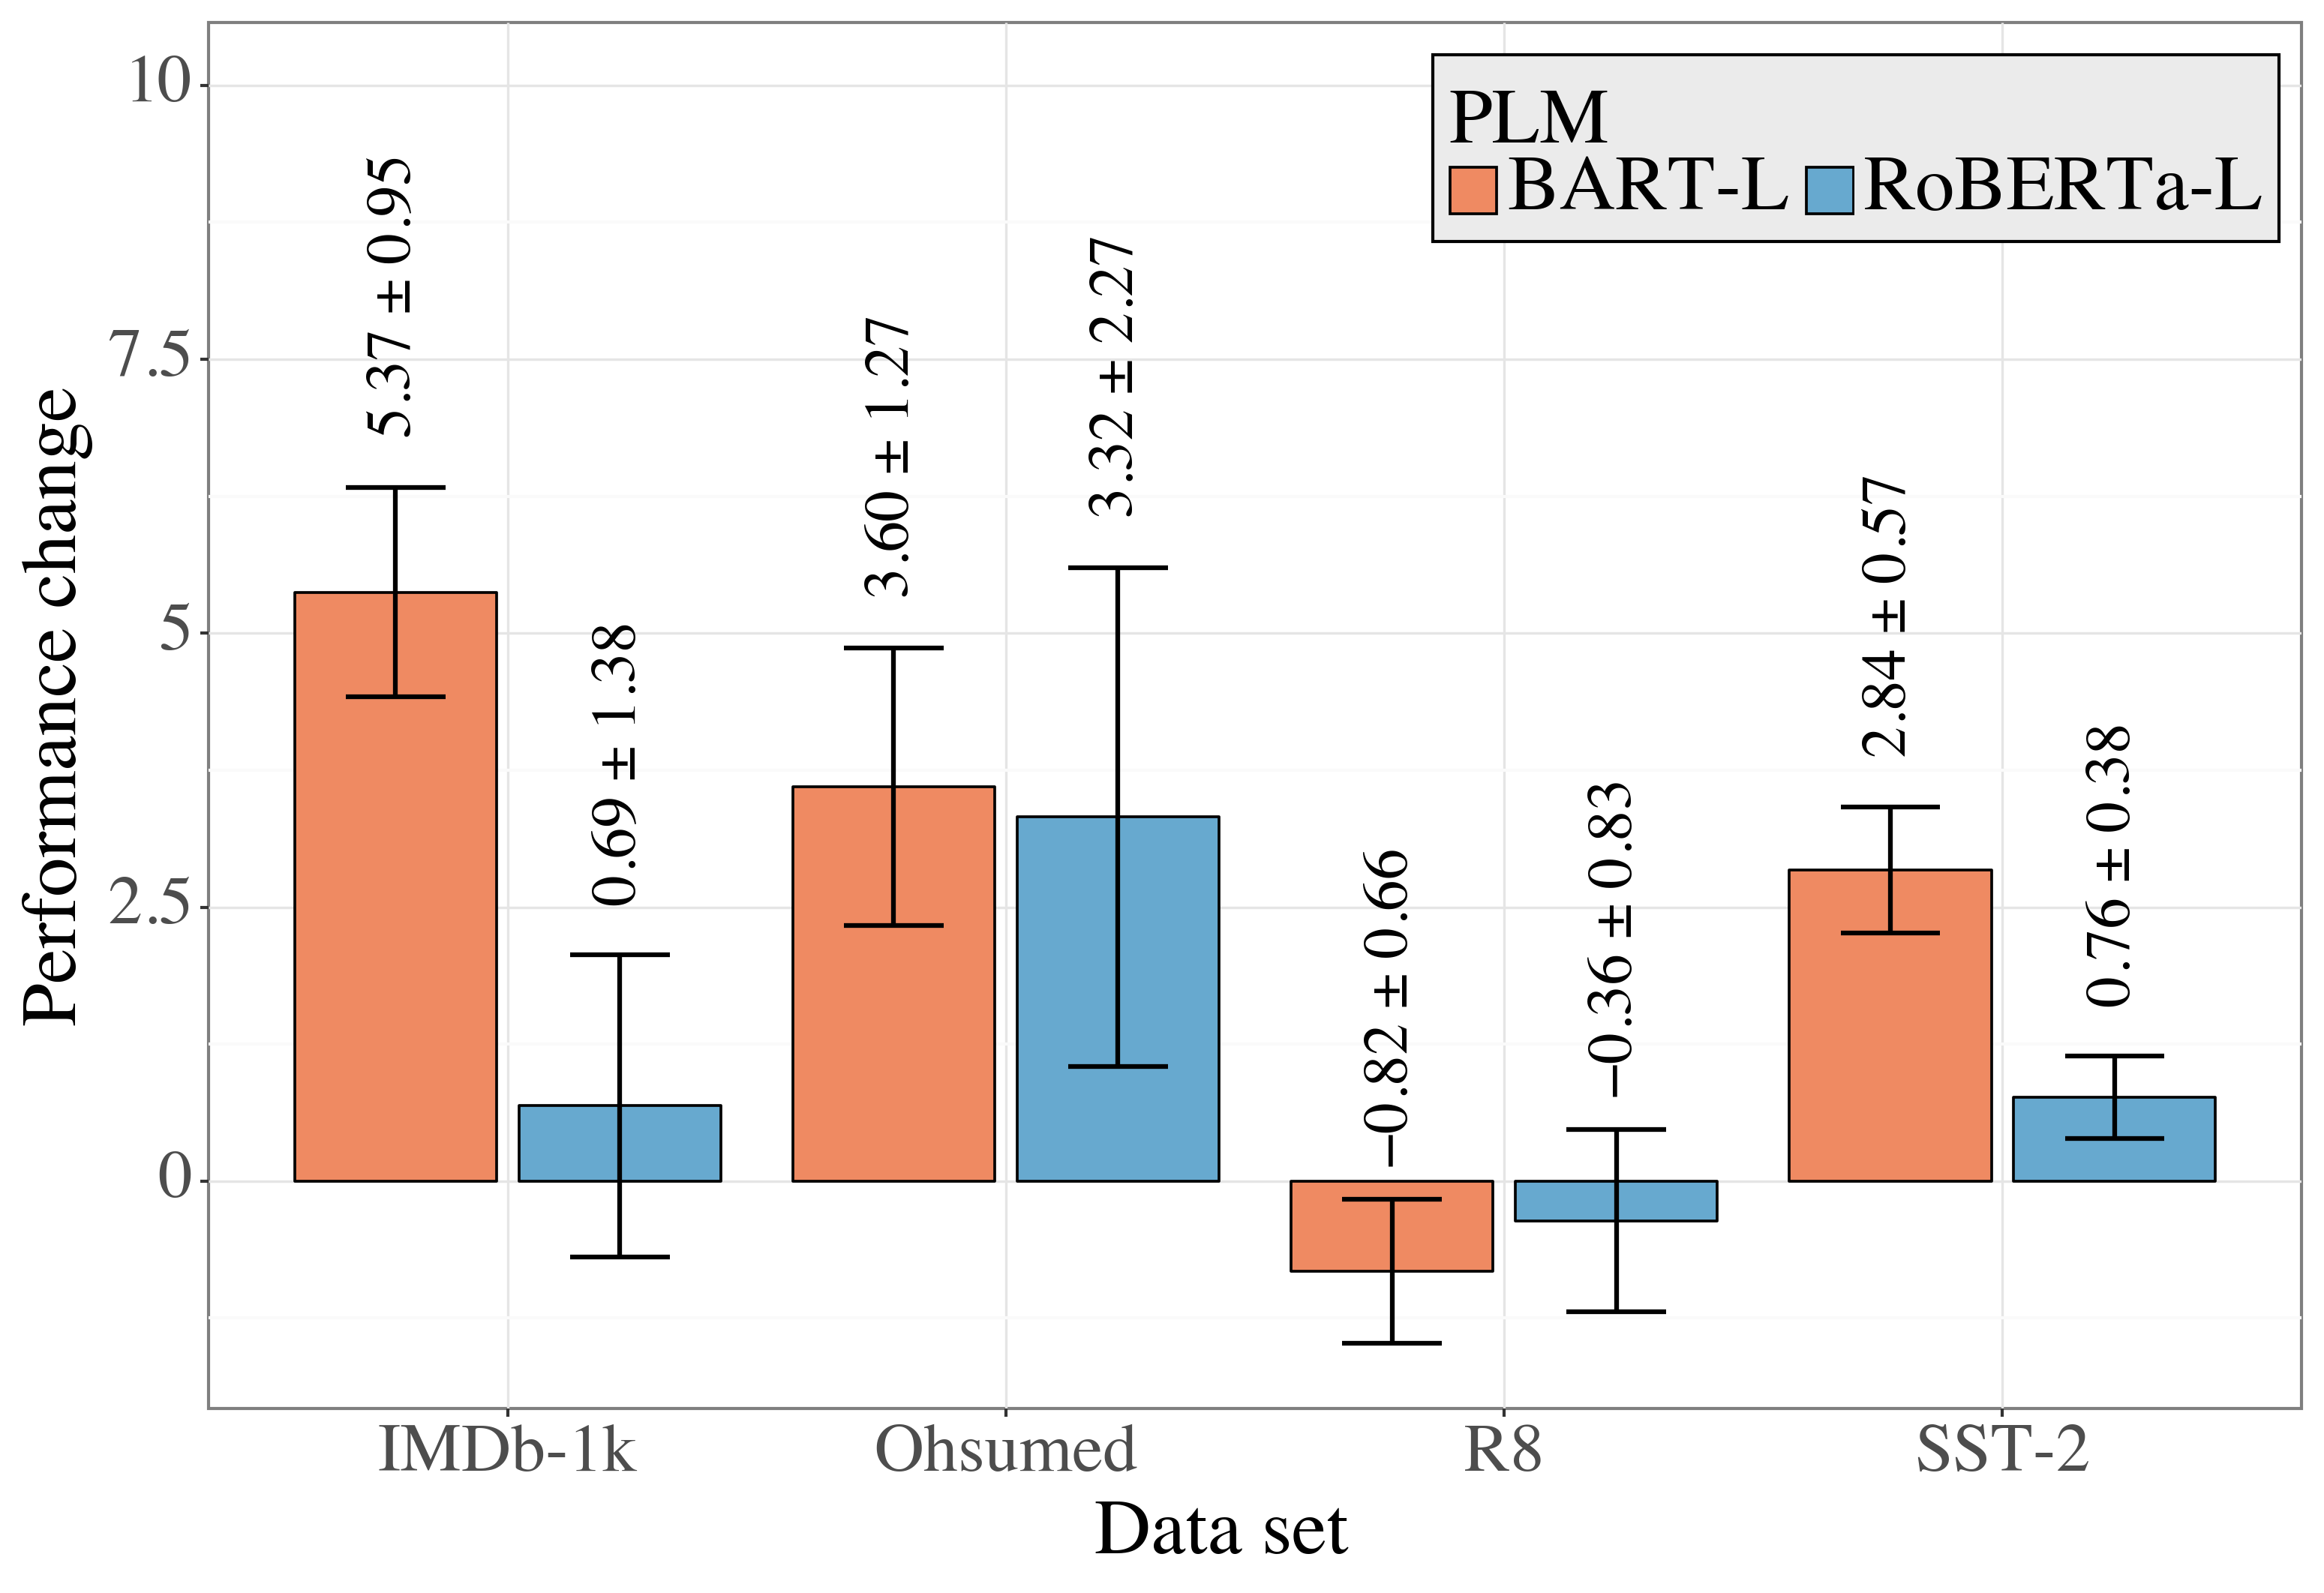 PLM
BART-L RoBERTa-L
Performance change
10
7.5
5
2.5
0
5.37 ± 0.95
0.69 ± 1.38
3.60 ± 1.27
3.32 ± 2.27
−0.82 ± 0.66
−0.36 ± 0.83
2.84 ± 0.57
0.76 ± 0.38
IMDb-1k Ohsumed R8 SST-2
Data set